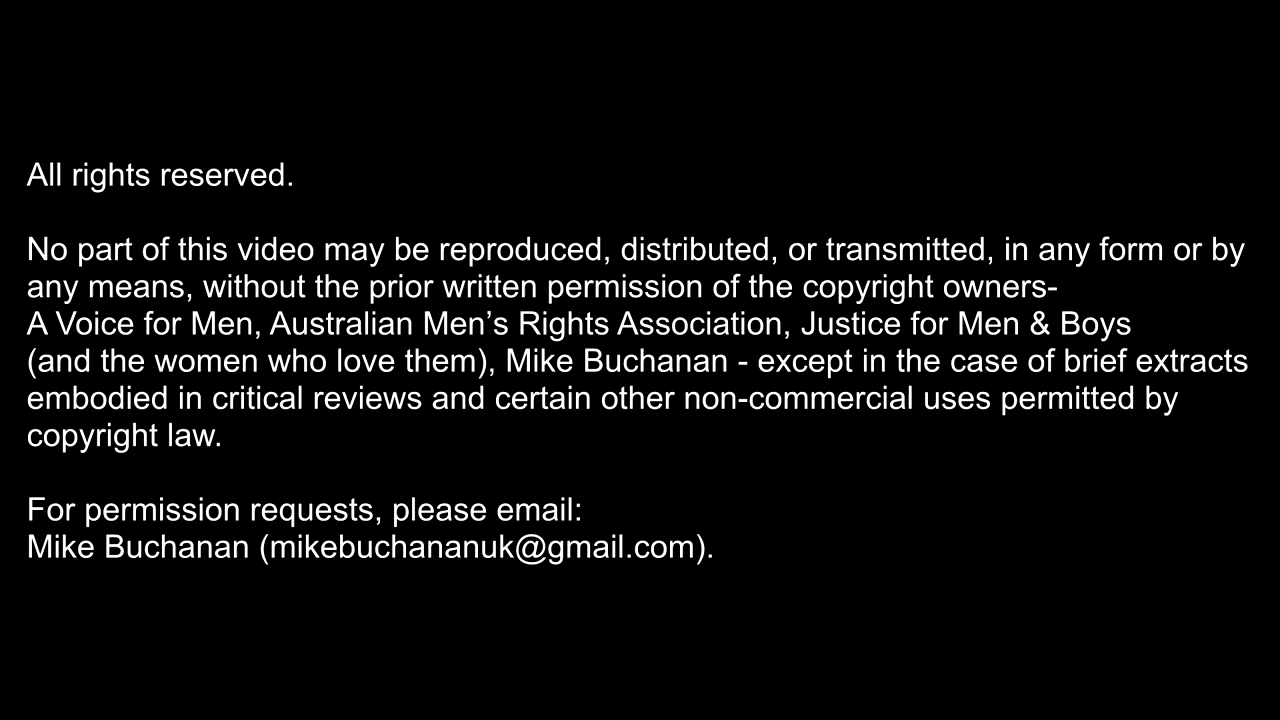 All rights reserved.
No part of this video may be reproduced, distributed, or transmitted, in any form or by
any means, without the prior written permission of the copyright owners-
A Voice for Men, Australian Men’s Rights Association, Justice for Men & Boys
(and the women who love them), Mike Buchanan - except in the case of brief extracts
embodied in critical reviews and certain other non-commercial uses permitted by
copyright law.
For permission requests, please email:
Mike Buchanan (mikebuchananuk@gmail.com).